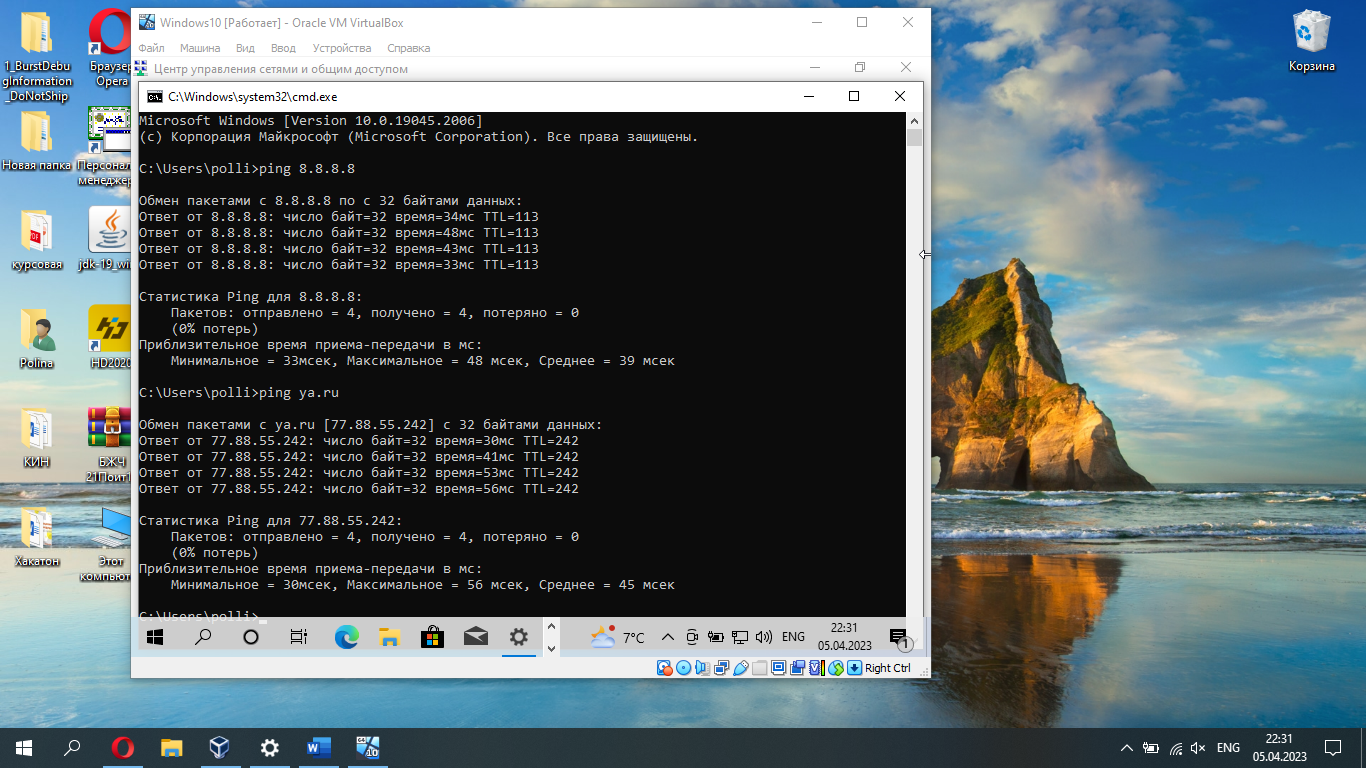 1_BurstDebu
gInformation
_DoNotShip
Браузер
Opera
Новая папка
Персонал
менеджер
курсовая
jdk-19_wi
Polina
HD2020
КИН
БЖЧ
21Поит1
Хакатон
Этот
компьют
Корзина
Windows10 [Работает] - Oracle VM VirtualBox
Файл Машина Вид Ввод Устройства Справка
Центр управления сетями и общим доступом
C:\Windows\system32\cmd.exe
Microsoft Windows [Version 10.0.19045.2006]
(c) Корпорация Майкрософт (Microsoft Corporation). Все права защищены.
C:\Users\polli>ping 8.8.8.8
Обмен пакетами с 8.8.8.8 по с 32 байтами данных:
Ответ от 8.8.8.8: число байт=32 время=34мс TTL=113
Ответ от 8.8.8.8: число байт=32 время=48мс TTL=113
Ответ от 8.8.8.8: число байт=32 время=43мс TTL=113
Ответ от 8.8.8.8: число байт=32 время=33мс TTL=113
Статистика Ping для 8.8.8.8:
Пакетов: отправлено = 4, получено = 4, потеряно = 0
(0% потерь)
Приблизительное время приема-передачи в мс:
Минимальное = 33мсек, Максимальное = 48 мсек, Среднее = 39 мсек
C:\Users\polli>ping ya.ru
Обмен пакетами с ya.ru [77.88.55.242] с 32 байтами данных:
Ответ от 77.88.55.242: число байт=32 время=30мс TTL=242
Ответ от 77.88.55.242: число байт=32 время=41мс TTL=242
Ответ от 77.88.55.242: число байт=32 время=53мс TTL=242
Ответ от 77.88.55.242: число байт=32 время=56мс TTL=242
Статистика Ping для 77.88.55.242:
Пакетов: отправлено = 4, получено = 4, потеряно = 0
(0% потерь)
Приблизительное время приема-передачи в мс:
Минимальное = 30мсек, Максимальное = 56 мсек, Среднее = 45 мсек
C:\Users\polli>
7°C ENG 22:31
05.04.2023
1
Right Ctrl
ENG 22:31
05.04.2023